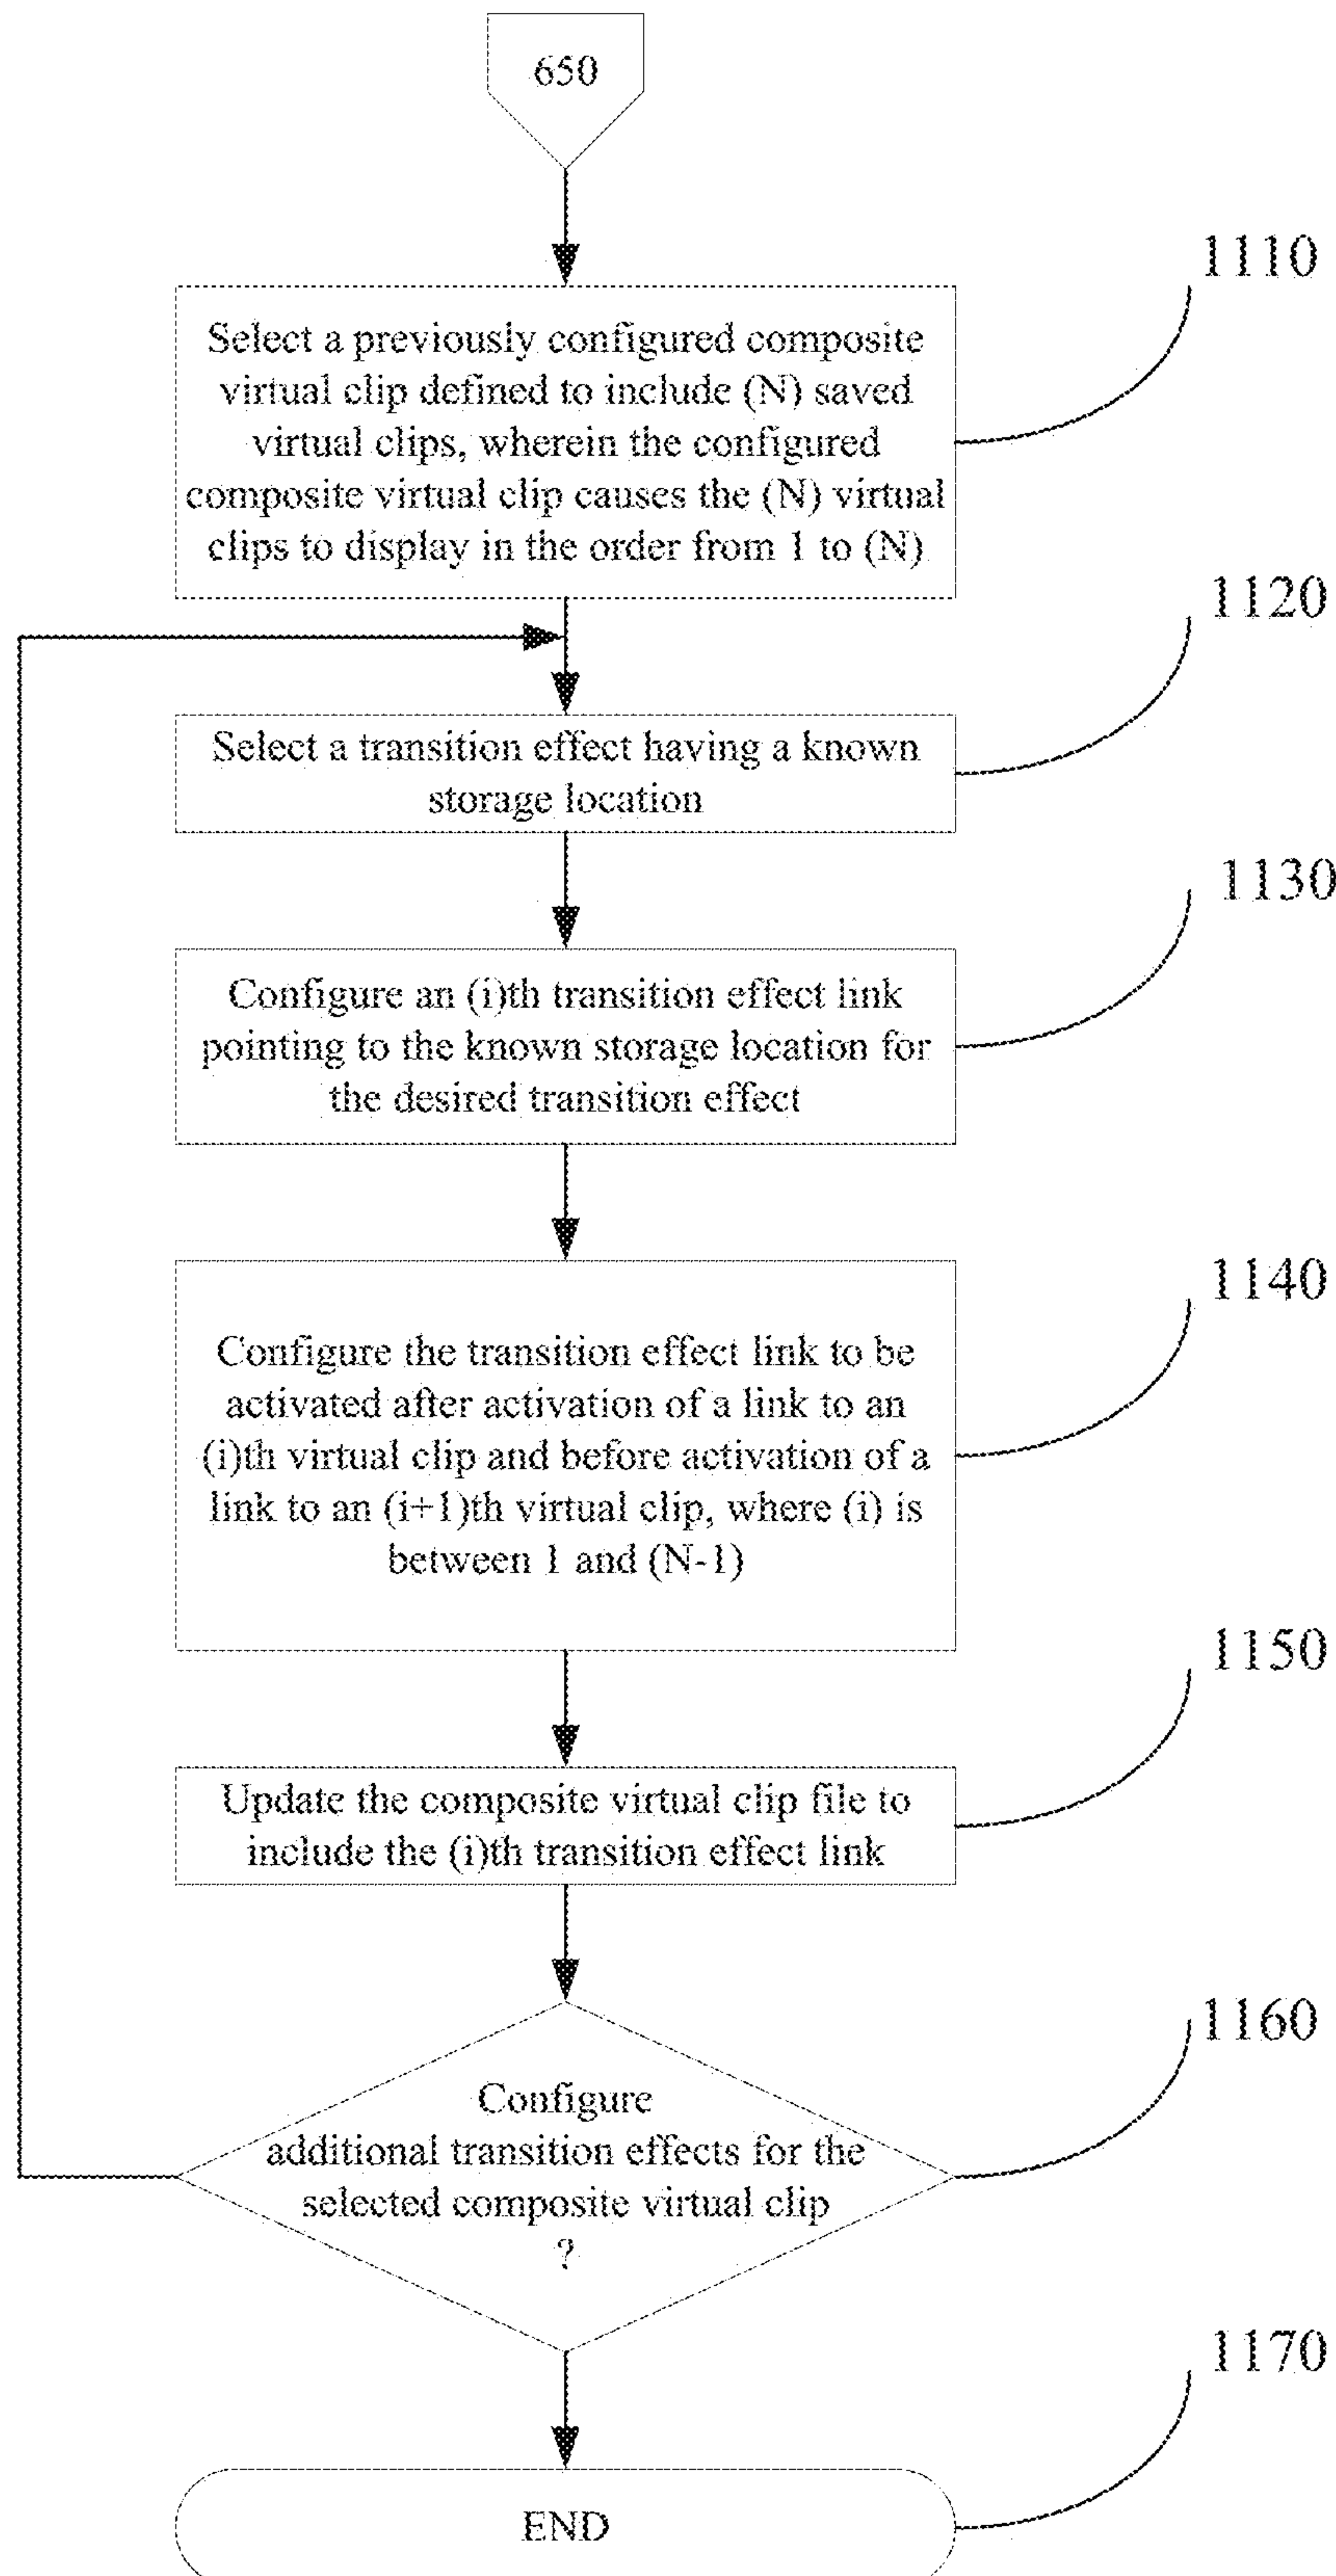 650
1110
Select a previously configured composite
virtual clip defined to include (N) saved
virtual clips, wherein the configured
composite virtual clip causes the (N) virtual
clips to display in the order from 1 to (N)
1120
Select a transition effect having a known
storage location
1130
Configure an (i)th transition effect link
pointing to the known storage location for
the desired transition effect
1140
Configure the transition effect link to be
activated after activation of a link to an
(i)th virtual clip and before activation of a
link to an (i+1)th virtual clip, where (i) is
between 1 and (N-1)
1150
Update the composite virtual clip file to
include the (i)th transition effect link
1160
Configure
additional transition effects for the
selected composite virtual clip
?
1170
END